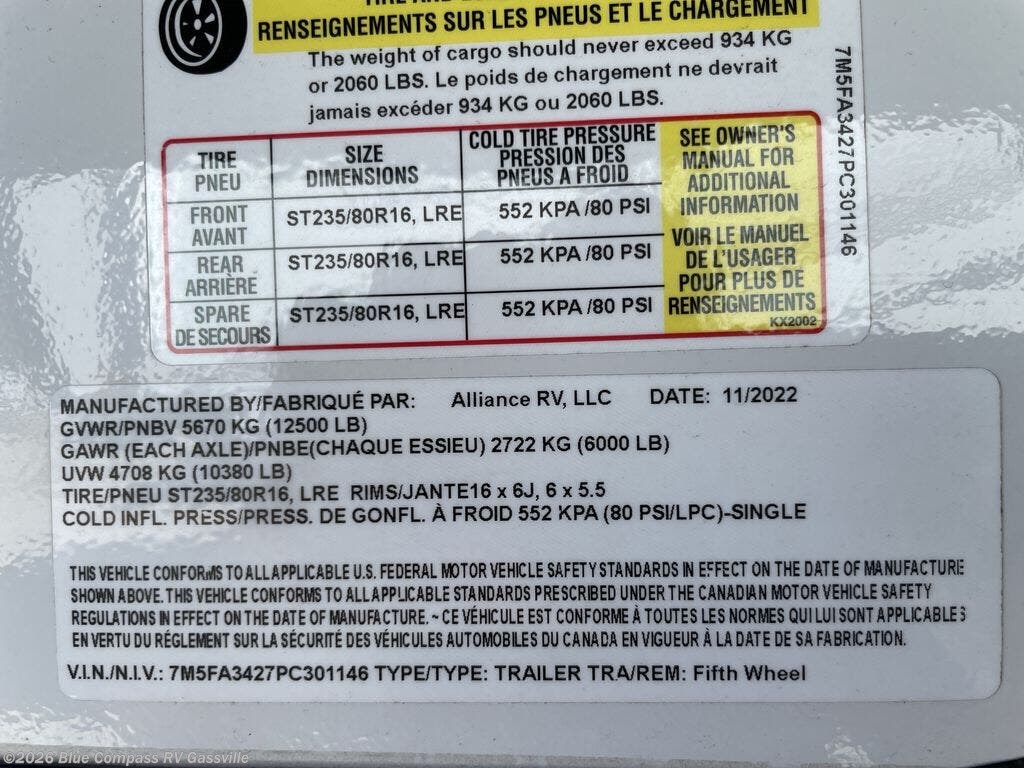 RENSEIGNEMENTS SUR LES PNEUS ET LE CHARGEMENT
The weight of cargo should never exceed 934 KG
or 2060 LBS. Le poids de chargement ne devrait
jamais excéder 934 KG ou 2060 LBS.
TIRE PNEU
SIZE DIMENSIONS
COLD TIRE PRESSURE
PRESSION DES
PNEUS A FROID
FRONT AVANT
ST235/80R16, LRE
552 KPA /80 PSI
REAR ARRIÈRE
ST235/80R16, LRE
552 KPA /80 PSI
SPARE DE SECOURS
ST235/80R16, LRE
552 KPA /80 PSI
SEE OWNER'S
MANUAL FOR
ADDITIONAL
INFORMATION
VOIR LE MANUEL
DE L'USAGER
POUR PLUS DE
RENSEIGNEMENTS
KX2002
7M5FA3427PC301146
MANUFACTURED BY/FABRIQUÉ PAR: Alliance RV, LLC DATE: 11/2022
GVWR/PNBV 5670 KG (12500 LB)
GAWR (EACH AXLE)/PNBE(CHAQUE ESSIEU) 2722 KG (6000 LB)
UVW 4708 KG (10380 LB)
TIRE/PNEU ST235/80R16, LRE RIMS/JANTE16 x 6J, 6 x 5.5
COLD INFL. PRESS/PRESS. DE GONFL. À FROID 552 KPA (80 PSI/LPC)-SINGLE
THIS VEHICLE CONFORMS TO ALL APPLICABLE U.S. FEDERAL MOTOR VEHICLE SAFETY STANDARDS IN EFFECT ON THE DATE OF MANUFACTURE
SHOWN ABOVE. THIS VEHICLE CONFORMS TO ALL APPLICABLE STANDARDS PRESCRIBED UNDER THE CANADIAN MOTOR VEHICLE SAFETY
REGULATIONS IN EFFECT ON THE DATE OF MANUFACTURE. ~ CE VÉHICULE EST CONFORME À TOUTES LES NORMES QUI LUI SONT APPLICABLES
EN VERTU DU RÉGLEMENT SUR LA SÉCURITÉ DES VÉHICULES AUTOMOBILES DU CANADA EN VIGUEUR À LA DATE DE SA FABRICATION.
V.I.N./N.I.V.: 7M5FA3427PC301146 TYPE/TYPE: TRAILER TRA/REM: Fifth Wheel
©2026 Blue Compass RV Gassville